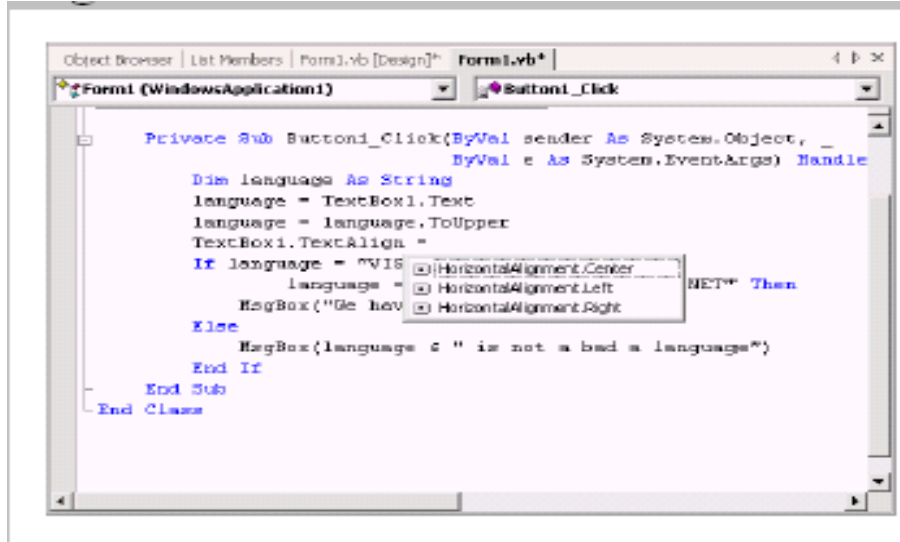 Object Browser List Members Form1.vb [Design]* Form1.vb*
Form1 (WindowsApplication1) Button1_Click
Private Sub Button1_Click(ByVal sender As System.Object, _
ByVal e As System.EventArgs) Handle
Dim language As String
language = TextBox1.Text
language = language.ToUpper
TextBox1.TextAlign =
If language = "VIS
HorizontalAlignment.Center
language = NET" Then
HorizontalAlignment.Left
MsgBox("We hav
HorizontalAlignment.Right
Else
MsgBox(language & " is not a bad a language")
End If
End Sub
End Class